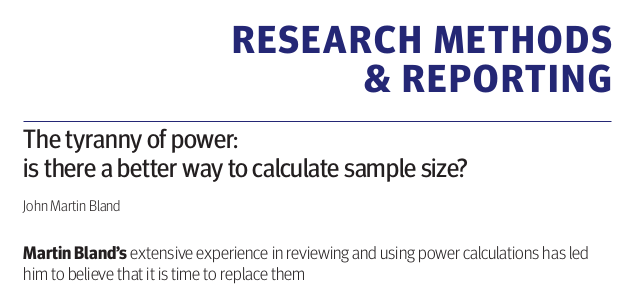 RESEARCH METHODS
& REPORTING
The tyranny of power:
is there a better way to calculate sample size?
John Martin Bland
Martin Bland's extensive experience in reviewing and using power calculations has led
him to believe that it is time to replace them